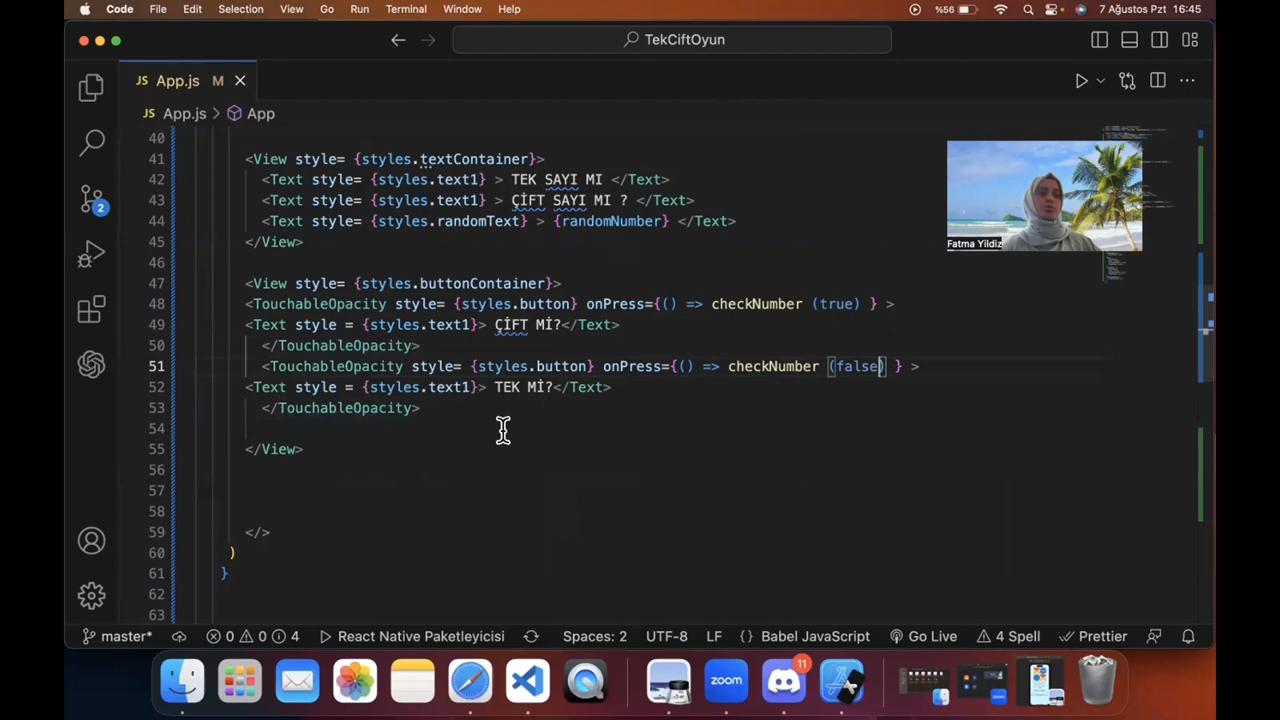 Code File Edit Selection View Go Run Terminal Window Help %56 7 Ağustos Pzt 16:45
TekCiftOyun
JS App.js M
JS App.js > App
40
41 <View style= {styles.textContainer}>
42 <Text style= {styles.text1} > TEK SAYI MI </Text>
43 <Text style= {styles.text1} > ÇİFT SAYI MI ? </Text>
44 <Text style= {styles.randomText} > {randomNumber} </Text>
45 </View>
46
47 <View style= {styles.buttonContainer}>
48 <TouchableOpacity style= {styles.button} onPress={() => checkNumber (true) } >
49 <Text style = {styles.text1}> ÇİFT Mİ?</Text>
50 </TouchableOpacity>
51 <TouchableOpacity style= {styles.button} onPress={() => checkNumber (false) } >
52 <Text style = {styles.text1}> TEK Mİ?</Text>
53 </TouchableOpacity>
54
55 </View>
56
57
58
59 </>
60 )
61 }
62
63
Fatma Yildiz
2
master* 0 0 4 React Native Paketleyicisi Spaces: 2 UTF-8 LF {} Babel JavaScript Go Live 4 Spell Prettier
zoom
11